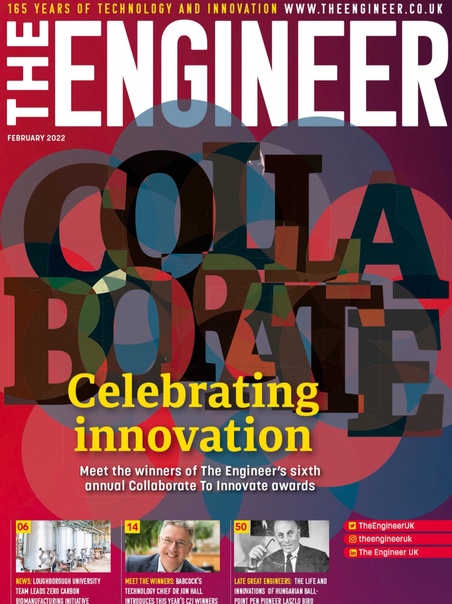 165 YEARS OF TECHNOLOGY AND INNOVATION WWW.THEENGINEER.CO.UK
THE ENGINEER
FEBRUARY 2022
COLLA
BORATE
Celebrating
innovation
Meet the winners of The Engineer's sixth
annual Collaborate To Innovate awards
06
NEWS: LOUGHBOROUGH UNIVERSITY
TEAM LEADS ZERO CARBON
BIOMANUFACTURING INITIATIVE
14
MEET THE WINNERS: BABCOCK'S
TECHNOLOGY CHIEF DR JON HALL
INTRODUCES THIS YEAR'S C2I WINNERS
50
LATE GREAT ENGINEERS: THE LIFE AND
INNOVATIONS OF HUNGARIAN BALL-
POINT PEN PIONEER LASZLO BIRO
TheEngineerUK
theengineeruk
The Engineer UK